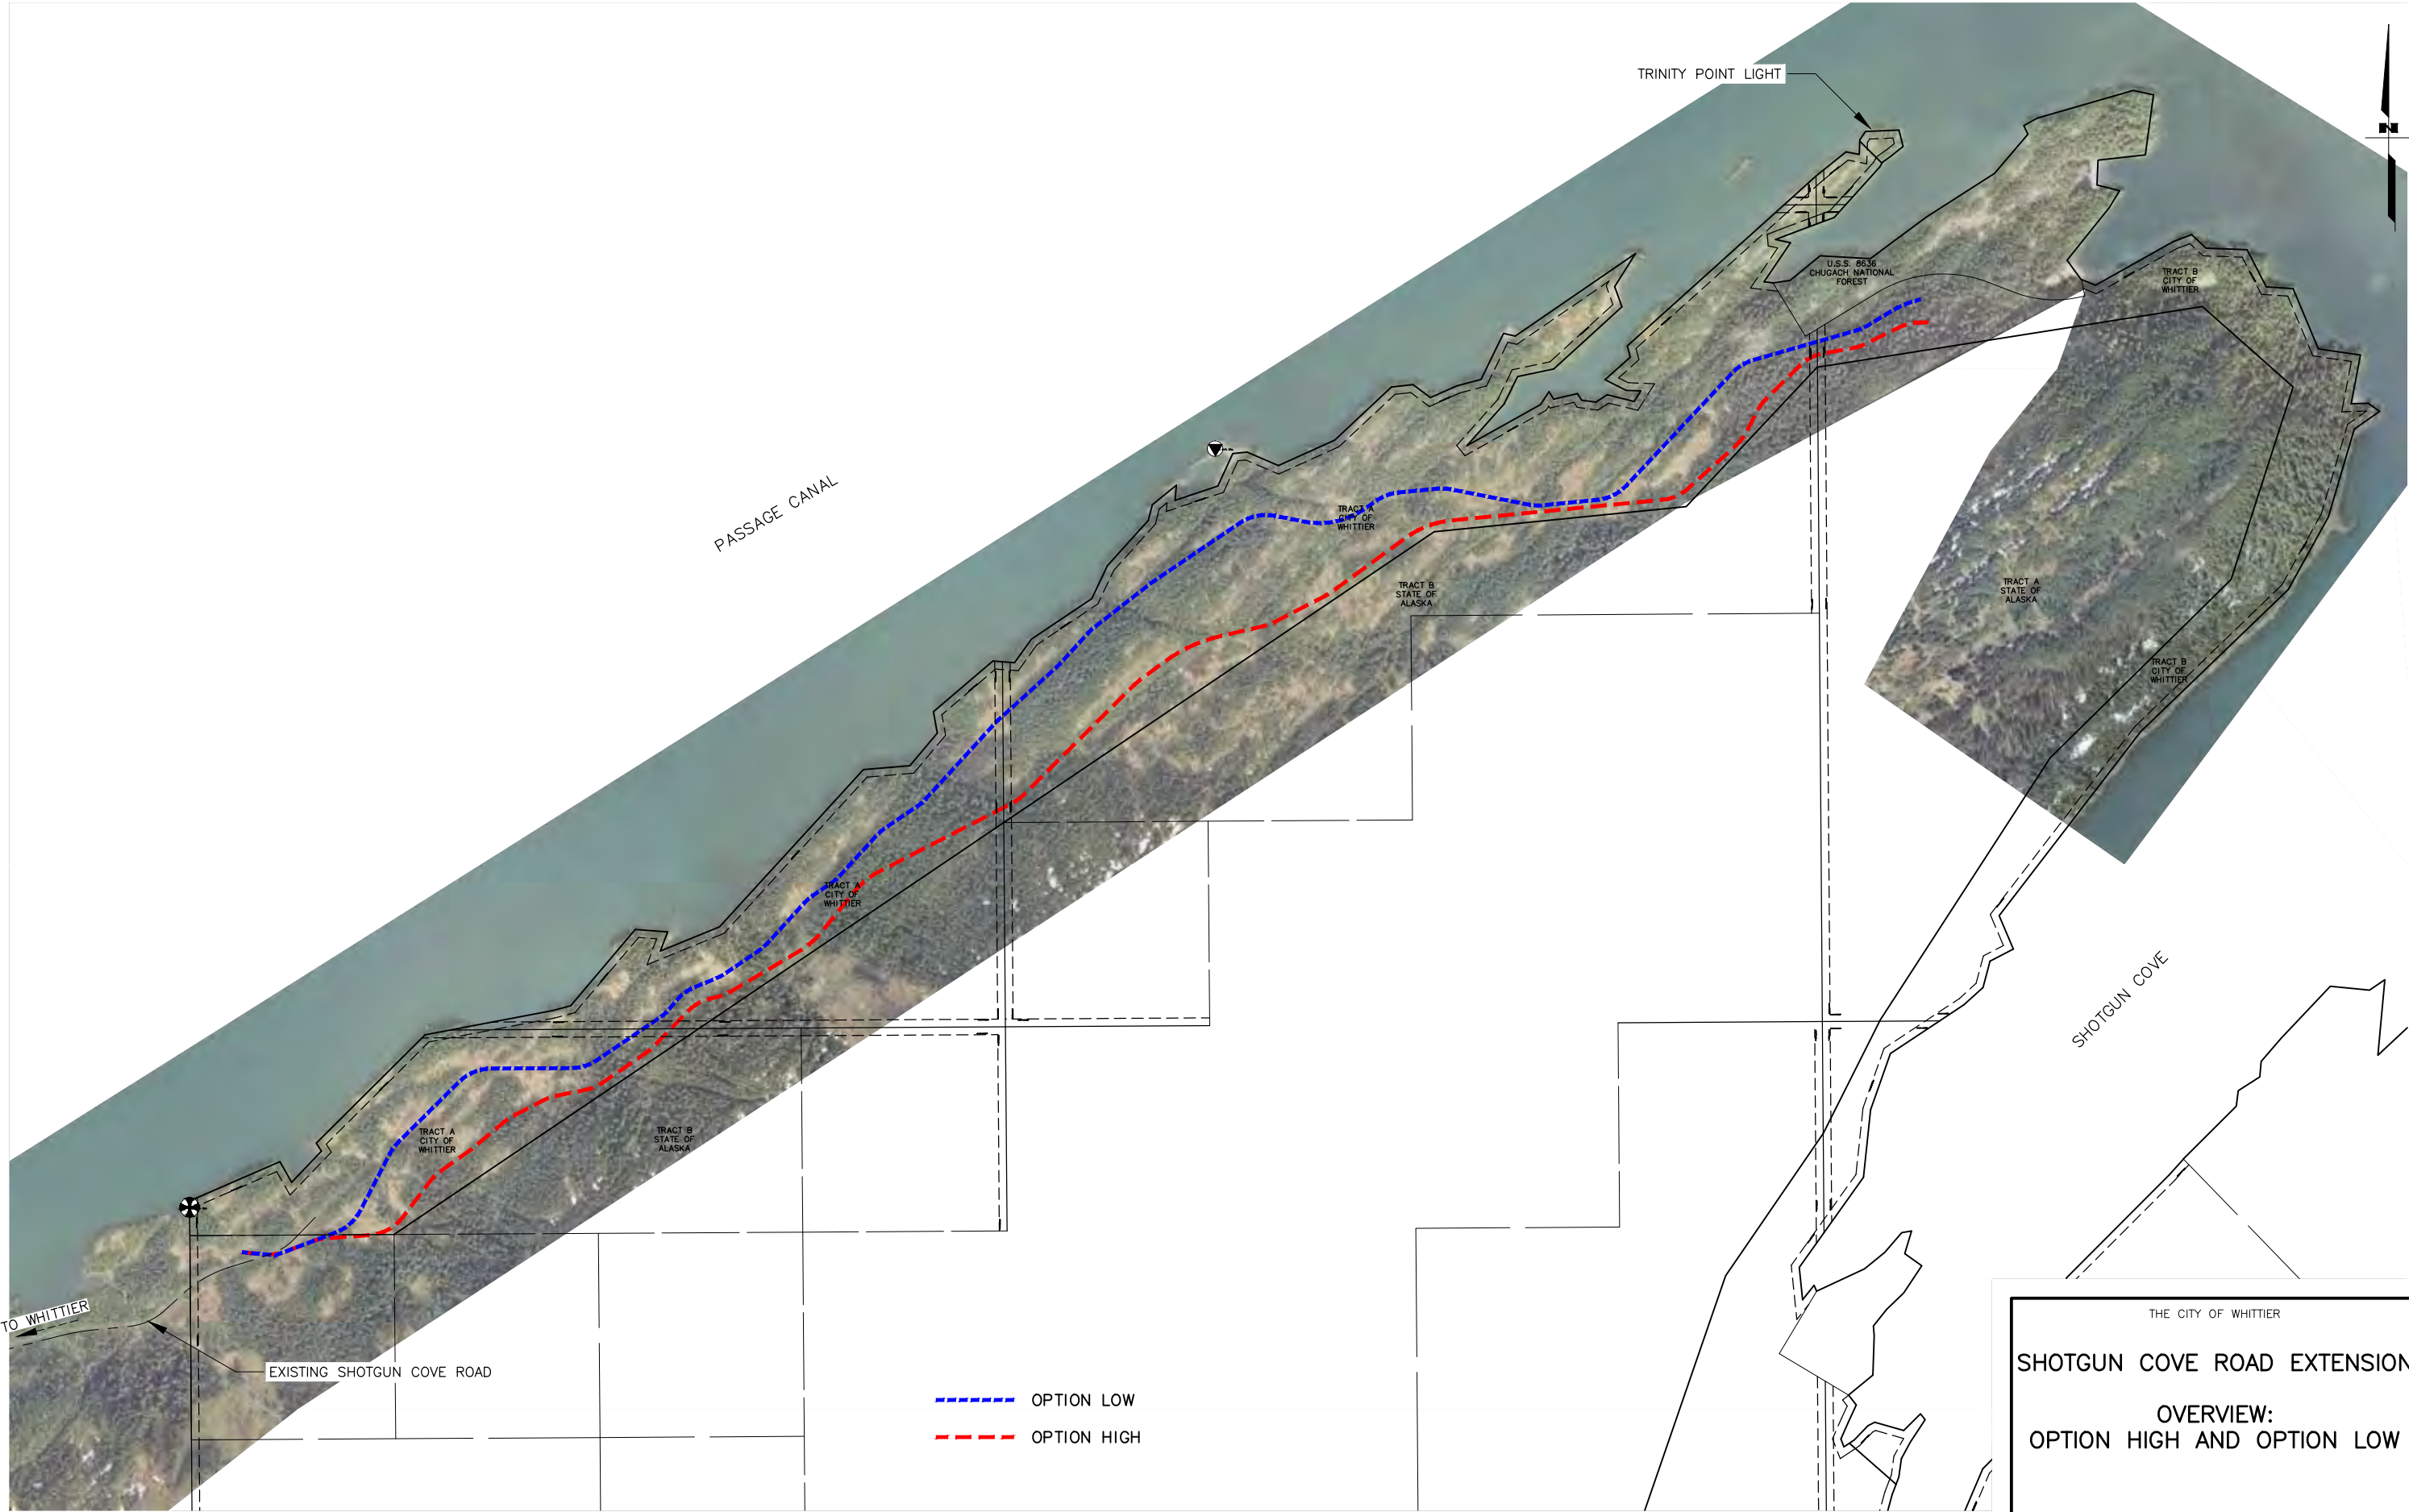 TRINITY POINT LIGHT
N
U.S.S. 8636
CHUGACH NATIONAL
FOREST
TRACT B
CITY OF
WHITTIER
PASSAGE CANAL
TRACT A
CITY OF
WHITTIER
TRACT B
STATE OF
ALASKA
TRACT A
STATE OF
ALASKA
TRACT B
CITY OF
WHITTIER
TRACT A
CITY OF
WHITTIER
SHOTGUN COVE
TRACT A
CITY OF
WHITTIER
TRACT B
STATE OF
ALASKA
TO WHITTIER
EXISTING SHOTGUN COVE ROAD
OPTION LOW
OPTION HIGH
THE CITY OF WHITTIER
SHOTGUN COVE ROAD EXTENSION
OVERVIEW:
OPTION HIGH AND OPTION LOW